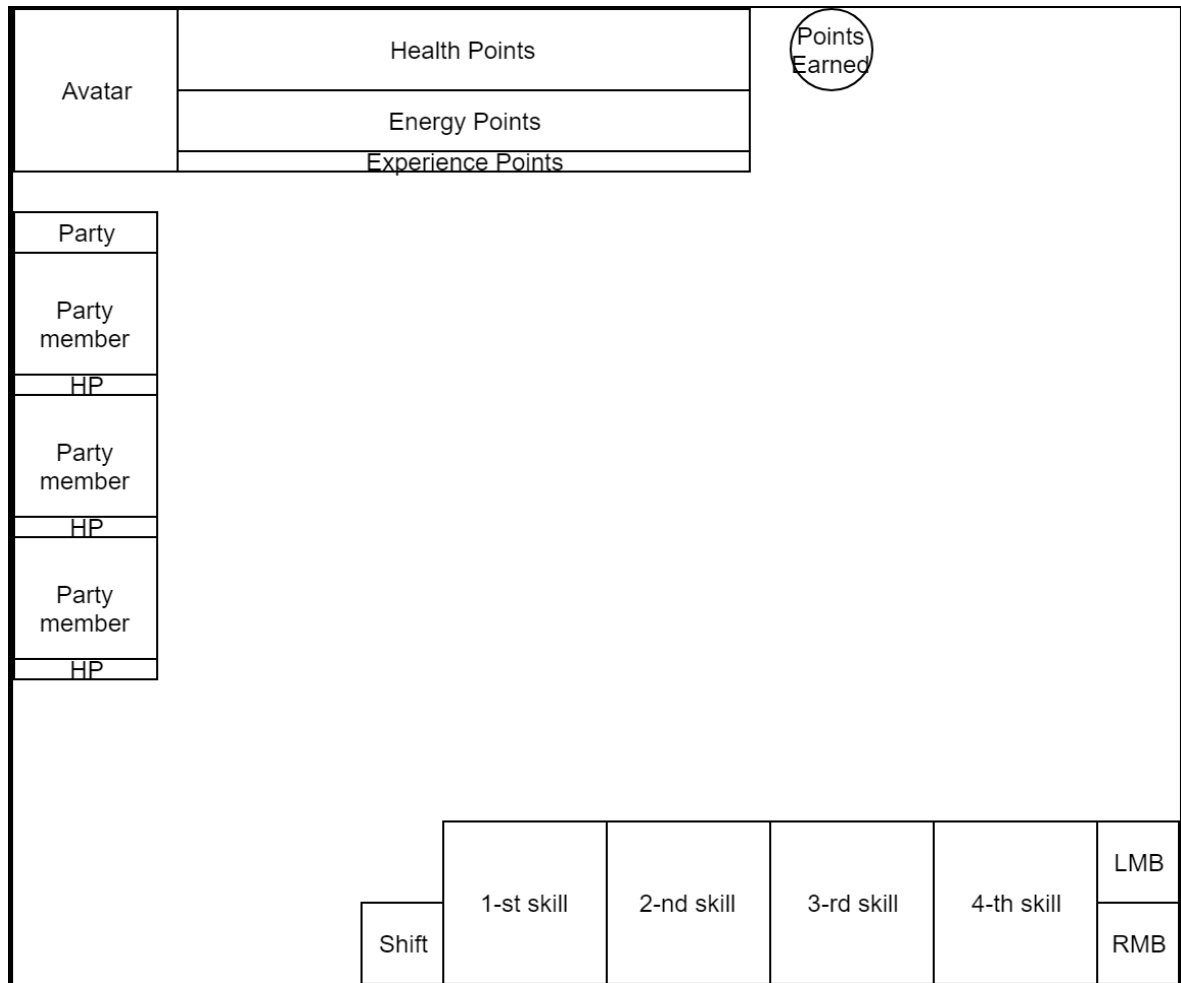 Avatar
Health Points
Energy Points
Experience Points
Points
Earned
Party
Party
member
HP
Party
member
HP
Party
member
HP
Shift
1-st skill
2-nd skill
3-rd skill
4-th skill
LMB
RMB